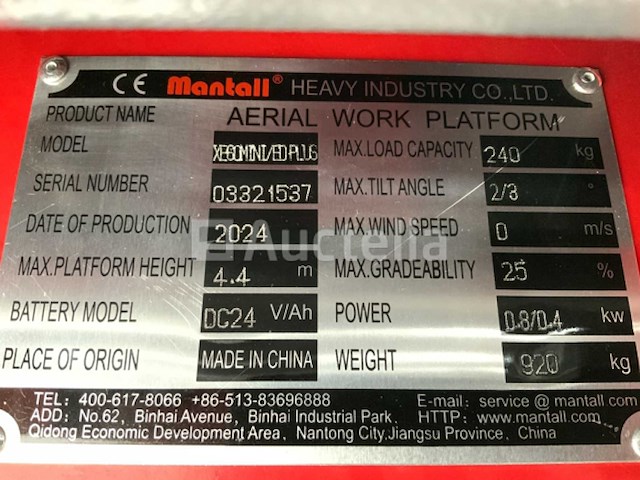 CE Mantall® HEAVY INDUSTRY CO.,LTD.
PRODUCT NAME AERIAL WORK PLATFORM
MODEL MAX.LOAD CAPACITY 240 kg
SERIAL NUMBER 03321537 MAX.TILT ANGLE 2/3 °
DATE OF PRODUCTION 2024 MAX.WIND SPEED 0 m/s
Auctelia
MAX.PLATFORM HEIGHT 4.4 m MAX.GRADEABILITY 25 %
BATTERY MODEL DC24 V/Ah POWER 0.8/0.4 kw
PLACE OF ORIGIN MADE IN CHINA WEIGHT 920 kg
TEL: 400-617-8066 +86-513-83696888 E-mail: service @ mantall.com
ADD: No.62, Binhai Avenue, Binhai Industrial Park. HTTP: www.mantall.com
Qidong Economic Development Area, Nantong City,Jiangsu Province, China